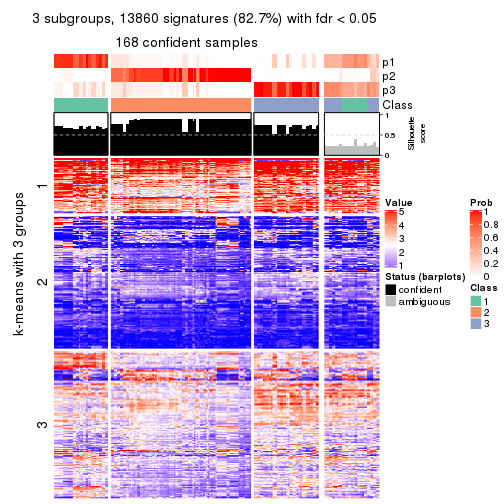 3 subgroups, 13860 signatures (82.7%) with fdr < 0.05
168 confident samples
p1
p2
p3
Class
1
0.5
0
Silhouette
score
k-means with 3 groups
1
2
3
Value
5
4
3
2
1
Status (barplots)
confident
ambiguous
Prob
1
0.8
0.6
0.4
0.2
0
Class
1
2
3